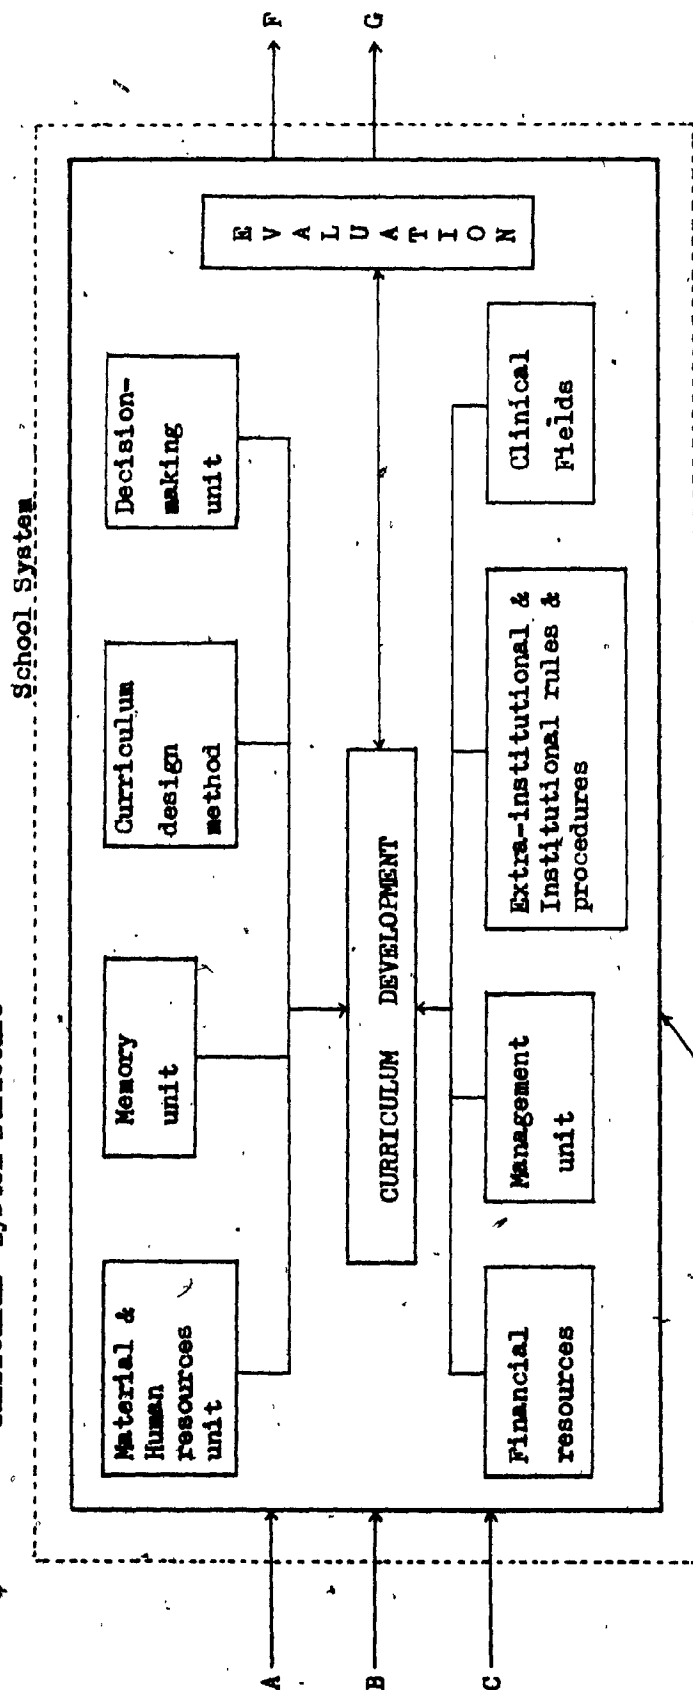 School System
Material &
Human
resources
unit
Memory
unit
Curriculum
design
method
Decision-
making
unit
A
B
C
CURRICULUM DEVELOPMENT
EVALUATION
F
G
Financial
resources
Management
unit
Extra-institutional &
Institutional rules &
procedures
Clinical
Fields